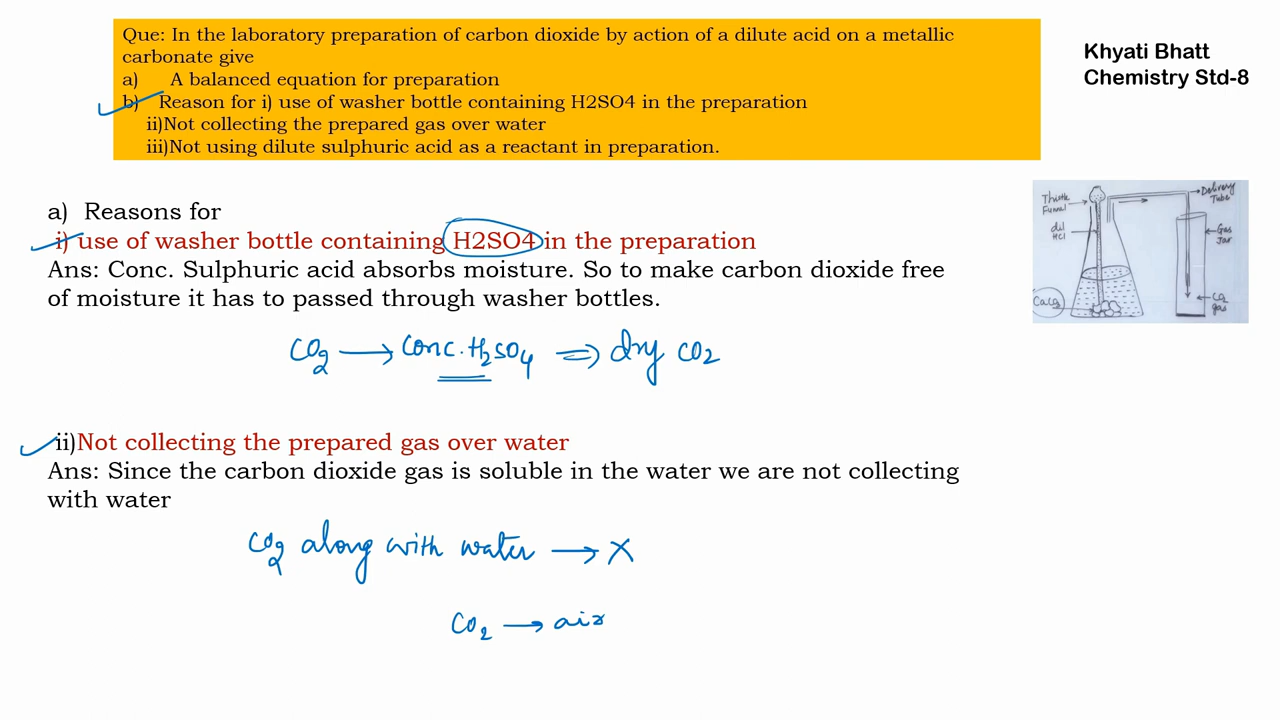 Que: In the laboratory preparation of carbon dioxide by action of a dilute acid on a metallic
carbonate give
a) A balanced equation for preparation
b) Reason for i) use of washer bottle containing H2SO4 in the preparation
ii)Not collecting the prepared gas over water
iii)Not using dilute sulphuric acid as a reactant in preparation.
Khyati Bhatt
Chemistry Std-8
a) Reasons for
i) use of washer bottle containing H2SO4 in the preparation
Ans: Conc. Sulphuric acid absorbs moisture. So to make carbon dioxide free
of moisture it has to passed through washer bottles.
CO2 → Conc. H2SO4 ⇒ dry CO2
ii)Not collecting the prepared gas over water
Ans: Since the carbon dioxide gas is soluble in the water we are not collecting
with water
CO2 along with water → X
CO2 → air
Thistle
Funnel
dil
HCl
CaCO3
Delivery
Tube
Gas
Jar
CO2
gas